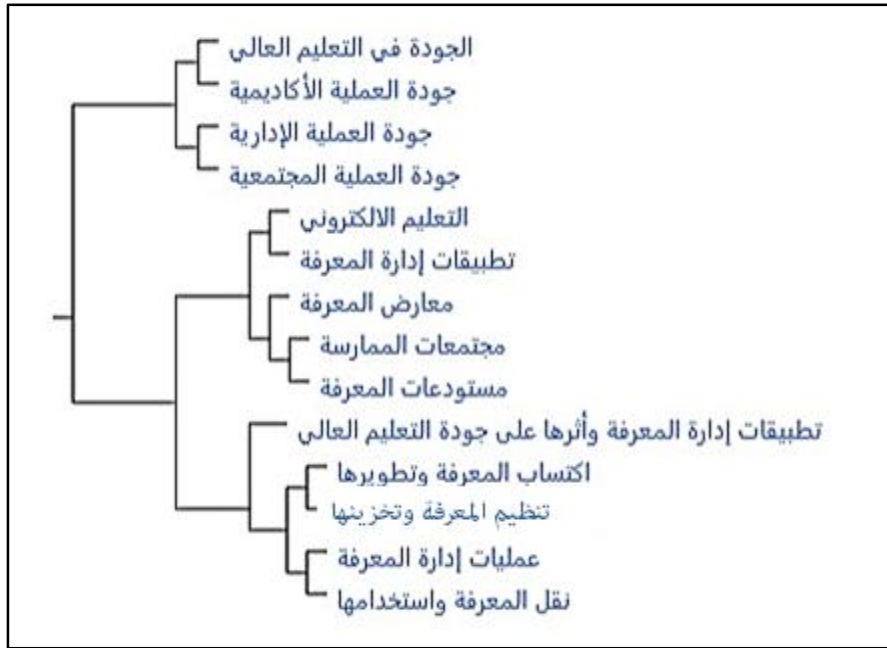 الجودة في التعليم العالي
جودة العملية الأكاديمية
جودة العملية الإدارية
جودة العملية المجتمعية
التعليم الالكتروني
تطبيقات إدارة المعرفة
معارض المعرفة
مجتمعات الممارسة
مستودعات المعرفة
تطبيقات إدارة المعرفة وأثرها على جودة التعليم العالي
اكتساب المعرفة وتطويرها
تنظيم المعرفة وتخزينها
عمليات إدارة المعرفة
نقل المعرفة واستخدامها